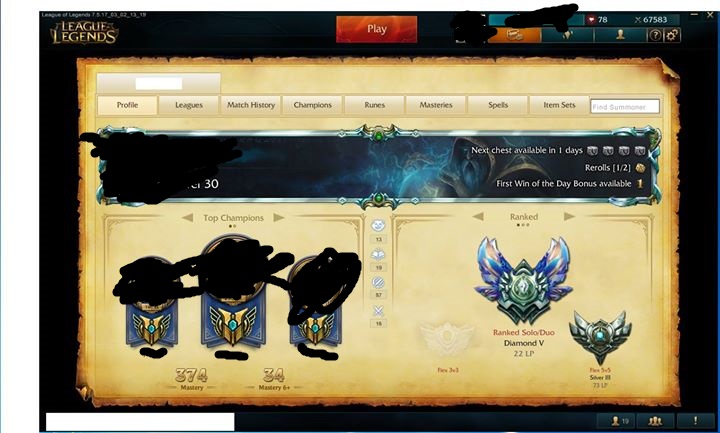 League of Legends 7.5.17_03_02_13_19
LEAGUE of LEGENDS
Play
78
67583
?
Profile
Leagues
Match History
Champions
Runes
Masteries
Spells
Item Sets
Find Summoner
Next chest available in 1 days
Rerolls [1/2]
30
First Win of the Day Bonus available 1
Top Champions
Ranked
13
19
57
16
Ranked Solo/Duo
Diamond V
22 LP
Flex 3v3
Flex 5v5
Silver III
73 LP
374
Mastery
34
Mastery 6+
19
!